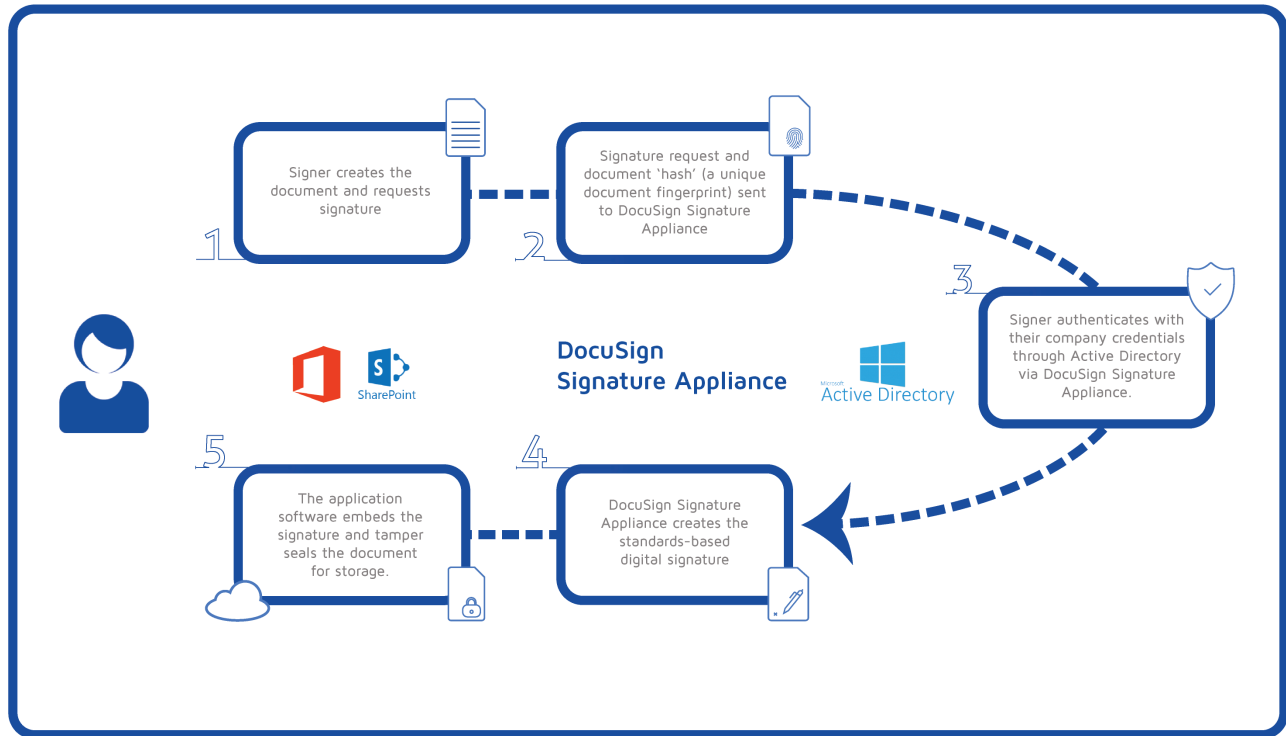 1
Signer creates the
document and requests
signature
2
Signature request and
document ‘hash’ (a unique
document fingerprint) sent
to DocuSign Signature
Appliance
3
Signer authenticates with
their company credentials
through Active Directory
via DocuSign Signature
Appliance.
S
SharePoint
DocuSign
Signature Appliance
Microsoft
Active Directory
5
The application
software embeds the
signature and tamper
seals the document
for storage.
4
DocuSign Signature
Appliance creates the
standards-based
digital signature
x